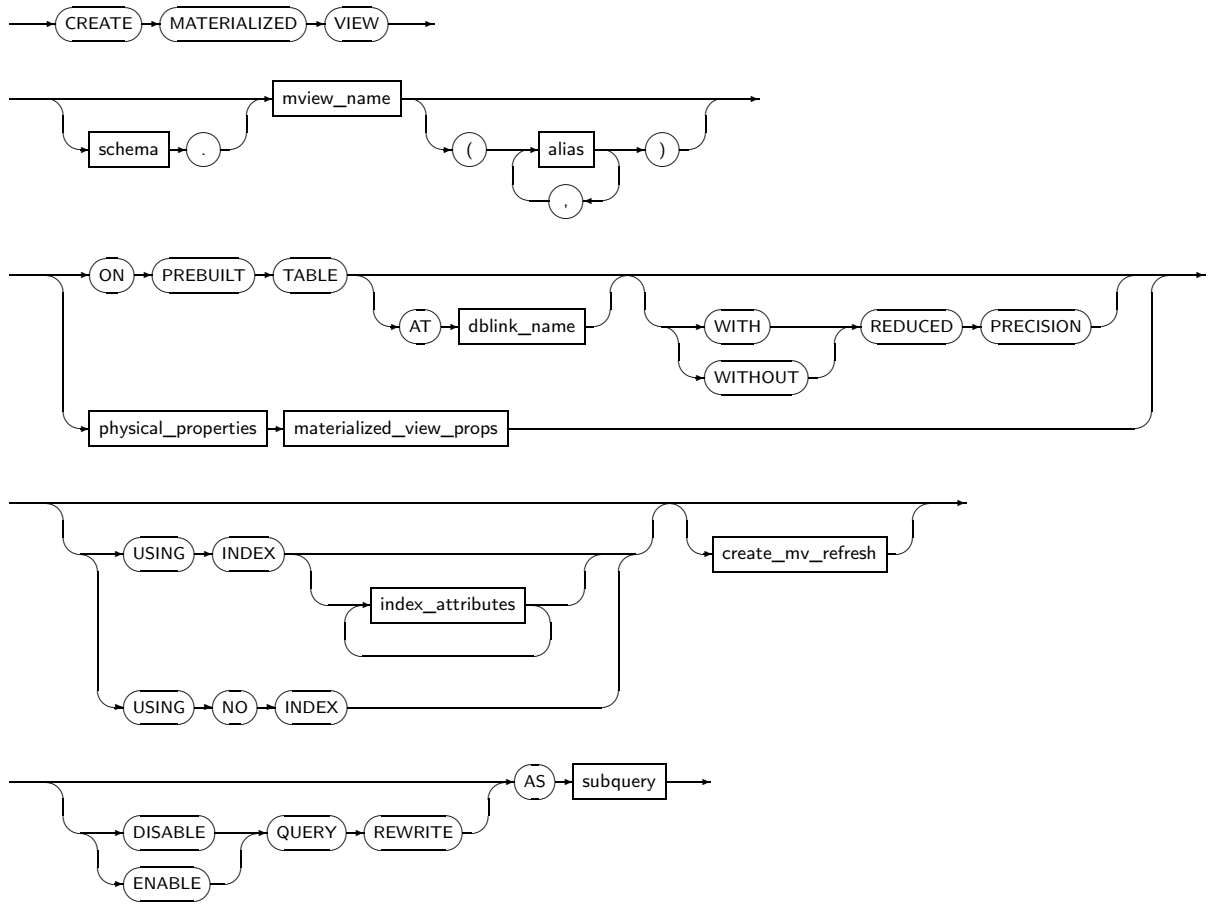 CREATE MATERIALIZED VIEW
mview_name
schema . ( alias )
,
ON PREBUILT TABLE
AT dblink_name WITH REDUCED PRECISION
WITHOUT
physical_properties materialized_view_props
USING INDEX create_mv_refresh
index_attributes
USING NO INDEX
AS subquery
DISABLE QUERY REWRITE
ENABLE